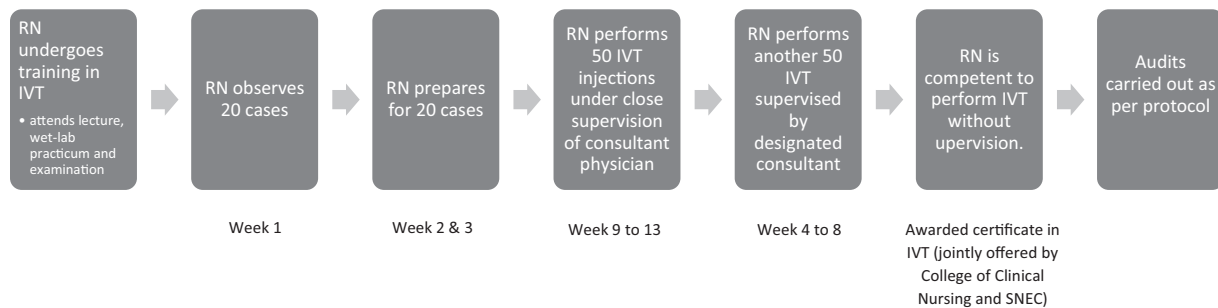 RN
undergoes
training in
IVT
• attends lecture,
wet-lab
practicum and
examination
RN observes
20 cases
RN prepares
for 20 cases
RN performs
50 IVT
injections
under close
supervision
of consultant
physician
RN performs
another 50
IVT
supervised
by
designated
consultant
RN is
competent to
perform IVT
without
upervision.
Audits
carried out as
per protocol
Week 1
Week 2 & 3
Week 9 to 13
Week 4 to 8
Awarded certificate in
IVT (jointly offered by
College of Clinical
Nursing and SNEC)